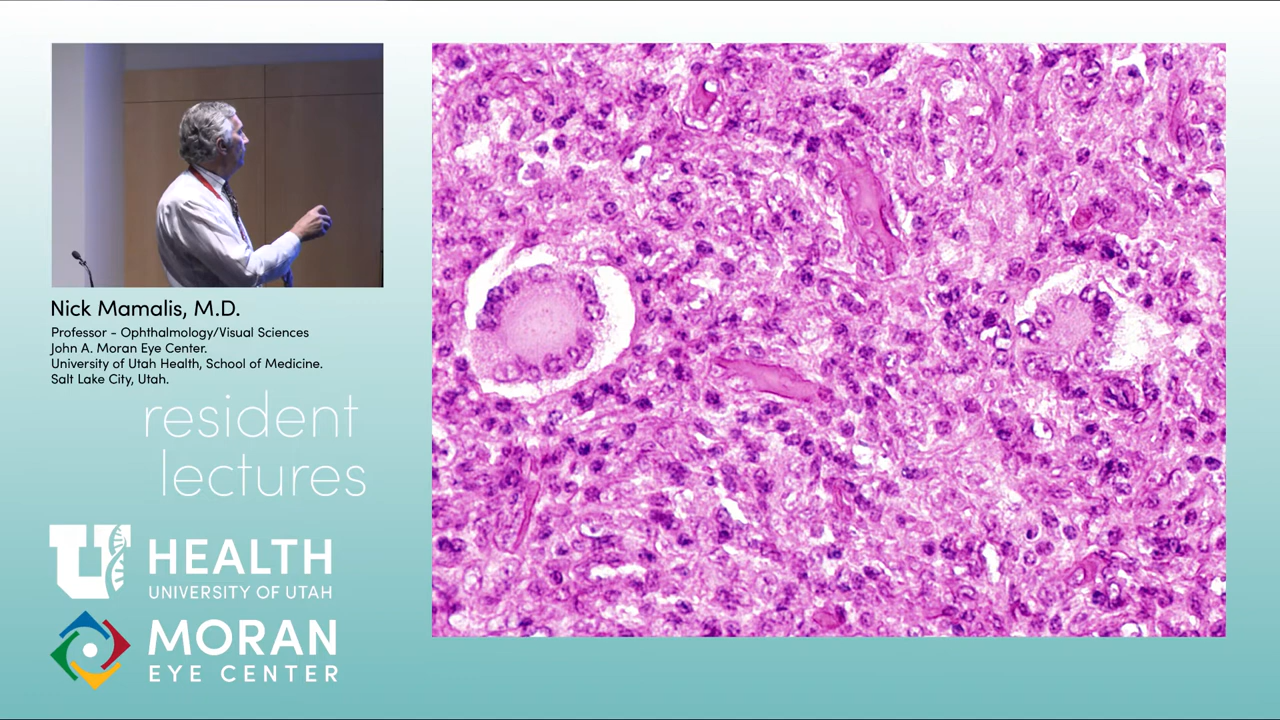 Nick Mamalis, M.D.
Professor - Ophthalmology/Visual Sciences
John A. Moran Eye Center.
University of Utah Health, School of Medicine.
Salt Lake City, Utah.
resident
lectures
U HEALTH
UNIVERSITY OF UTAH
MORAN
EYE CENTER